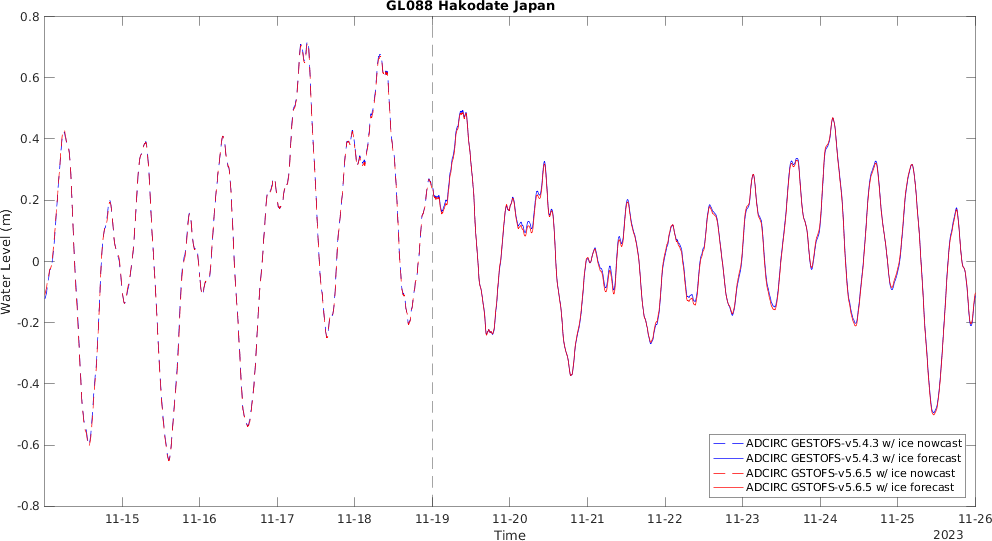 GL088 Hakodate Japan
0.8
0.6
0.4
0.2
0
-0.2
-0.4
-0.6
-0.8
Water Level (m)
ADCIRC GESTOFS-v5.4.3 w/ ice nowcast
ADCIRC GESTOFS-v5.4.3 w/ ice forecast
ADCIRC GSTOFS-v5.6.5 w/ ice nowcast
ADCIRC GSTOFS-v5.6.5 w/ ice forecast
11-15 11-16 11-17 11-18 11-19 11-20 11-21 11-22 11-23 11-24 11-25 11-26
Time
2023